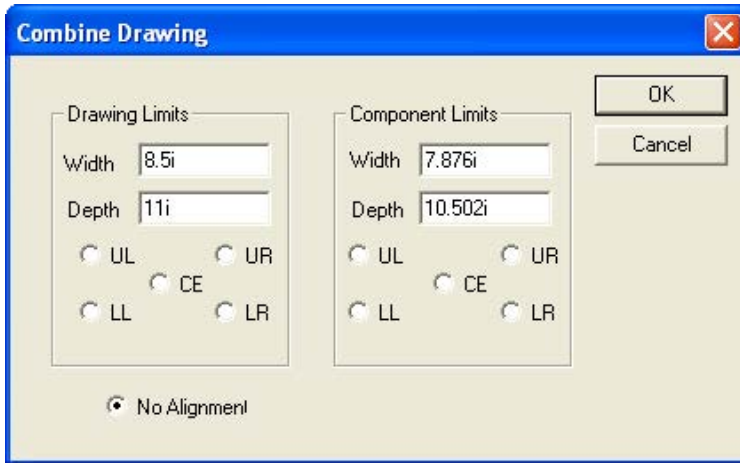 Combine Drawing
Drawing Limits
Width 8.5i
Depth 11i
UL UR
CE
LL LR
Component Limits
Width 7.876i
Depth 10.502i
UL UR
CE
LL LR
OK
Cancel
No Alignment